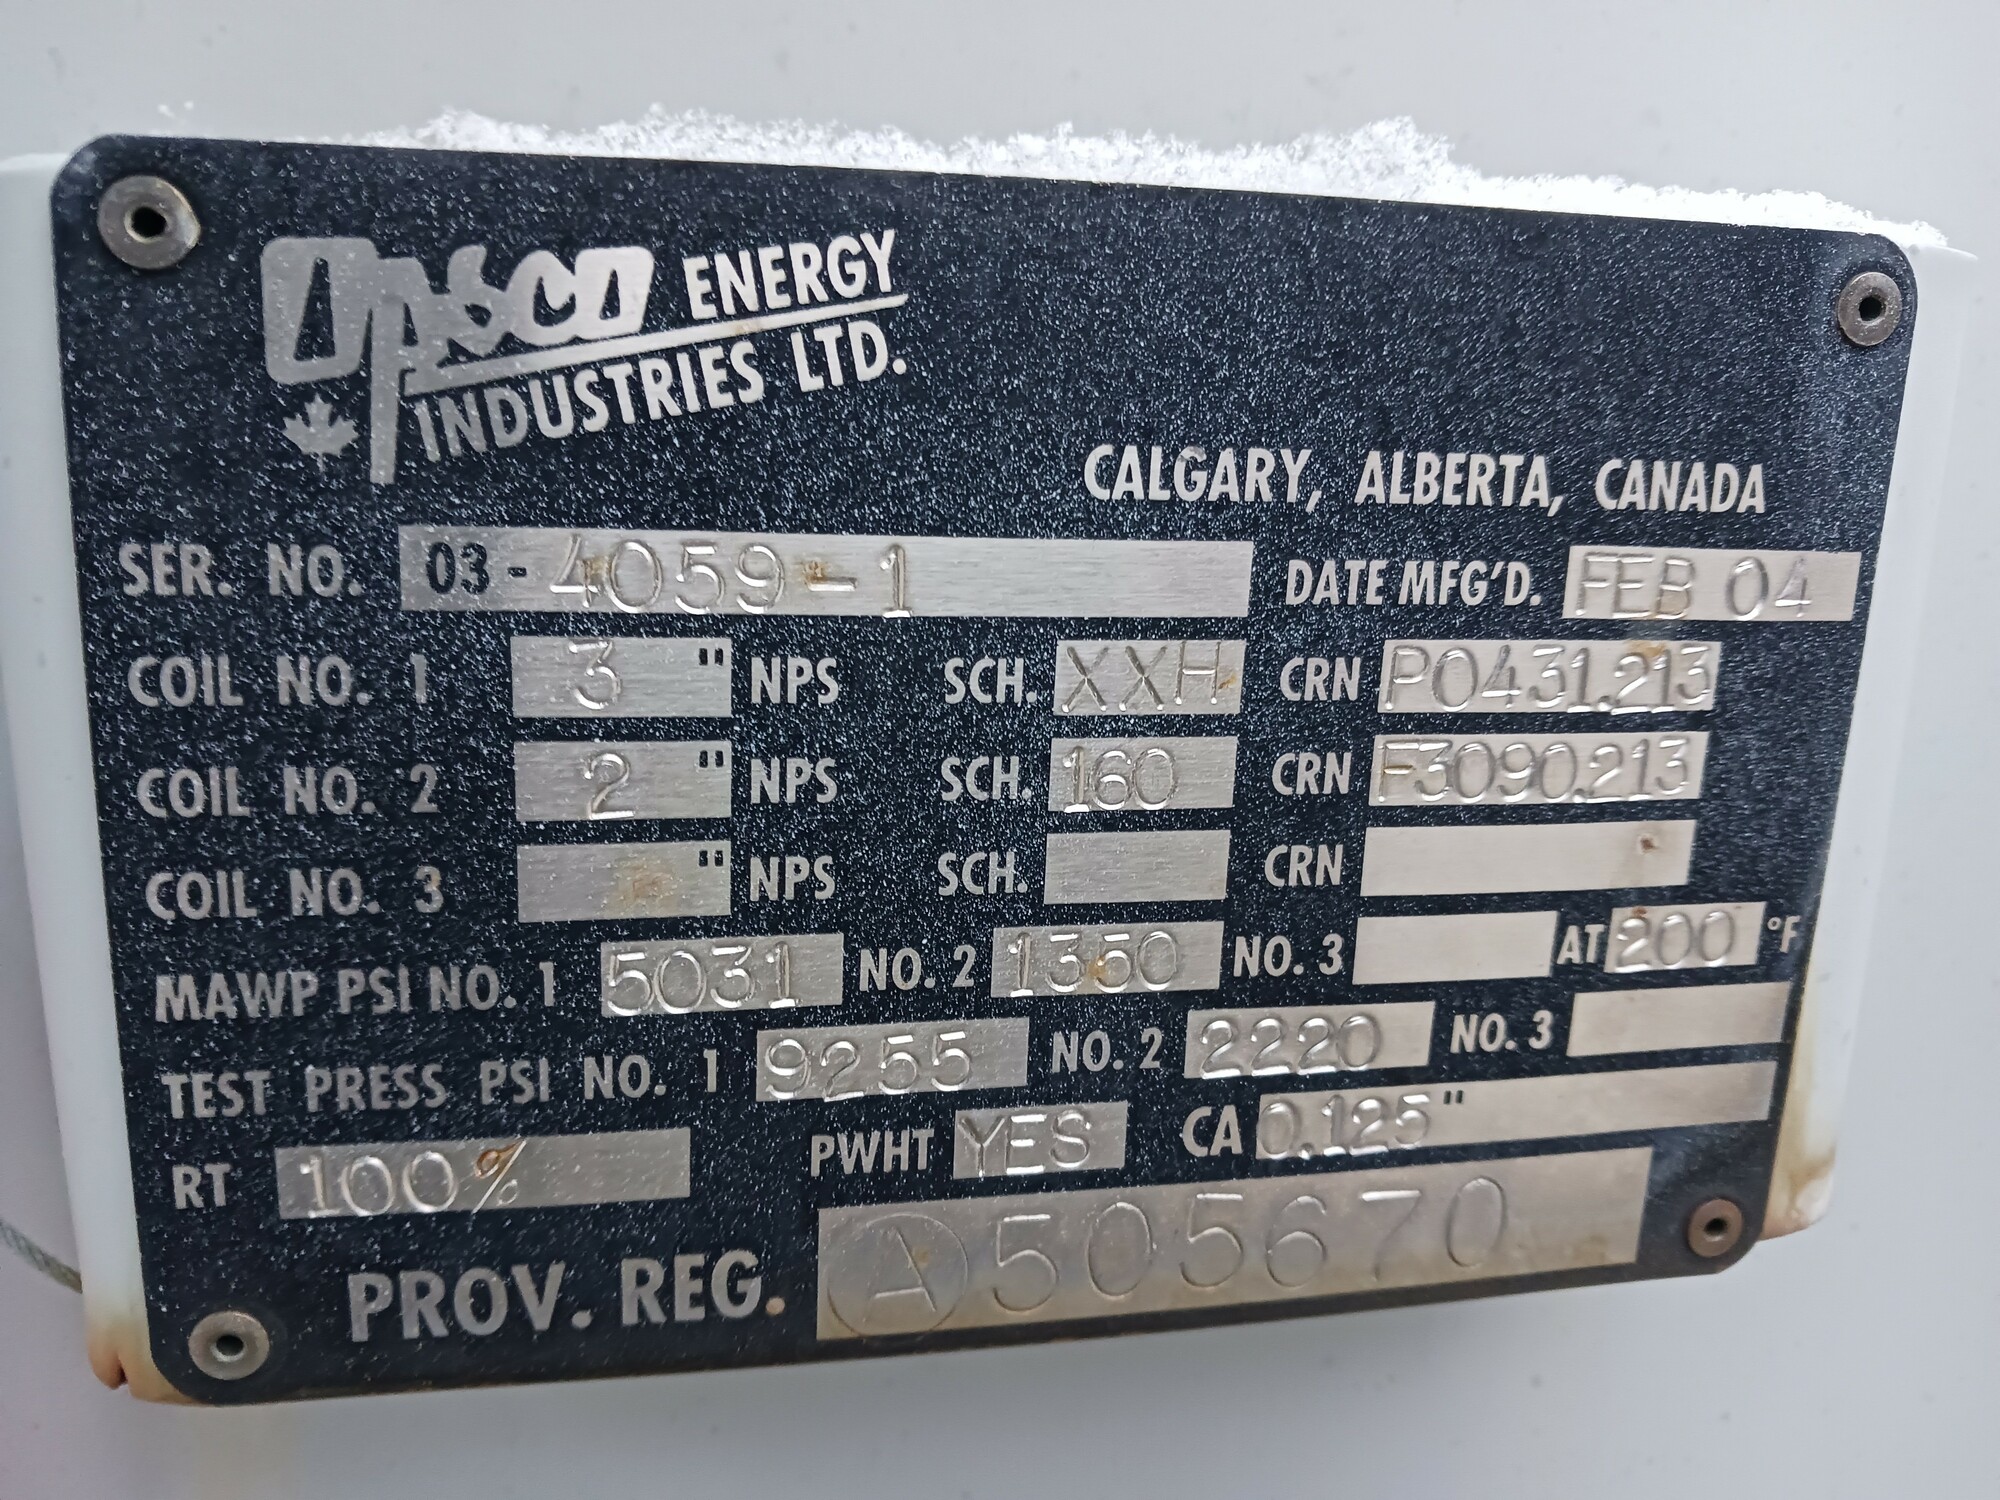 Opsco ENERGY
INDUSTRIES LTD.
CALGARY, ALBERTA, CANADA
SER. NO. 03-4059-1 DATE MFG'D. FEB 04
COIL NO. 1 3" NPS SCH. XXH CRN P0431.213
COIL NO. 2 2" NPS SCH. 160 CRN F3090.213
COIL NO. 3 " NPS SCH. CRN
MAWP PSI NO. 1 5031 NO. 2 1350 NO. 3 AT 200 °F
TEST PRESS PSI NO. 1 9255 NO. 2 2220 NO. 3
RT 100% PWHT YES CA 0.125"
PROV. REG. A 505670